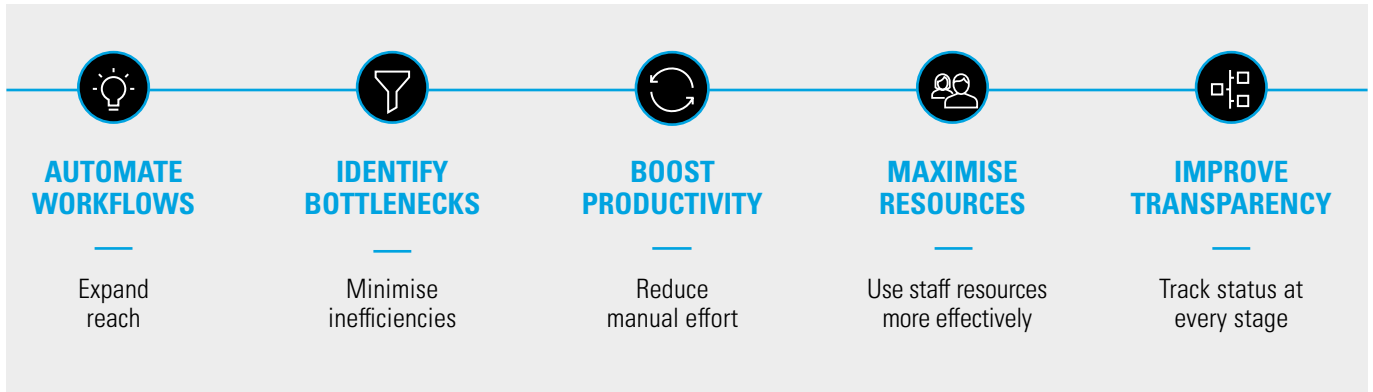 AUTOMATE
WORKFLOWS
Expand
reach
IDENTIFY
BOTTLENECKS
Minimise
inefficiencies
BOOST
PRODUCTIVITY
Reduce
manual effort
MAXIMISE
RESOURCES
Use staff resources
more effectively
IMPROVE
TRANSPARENCY
Track status at
every stage